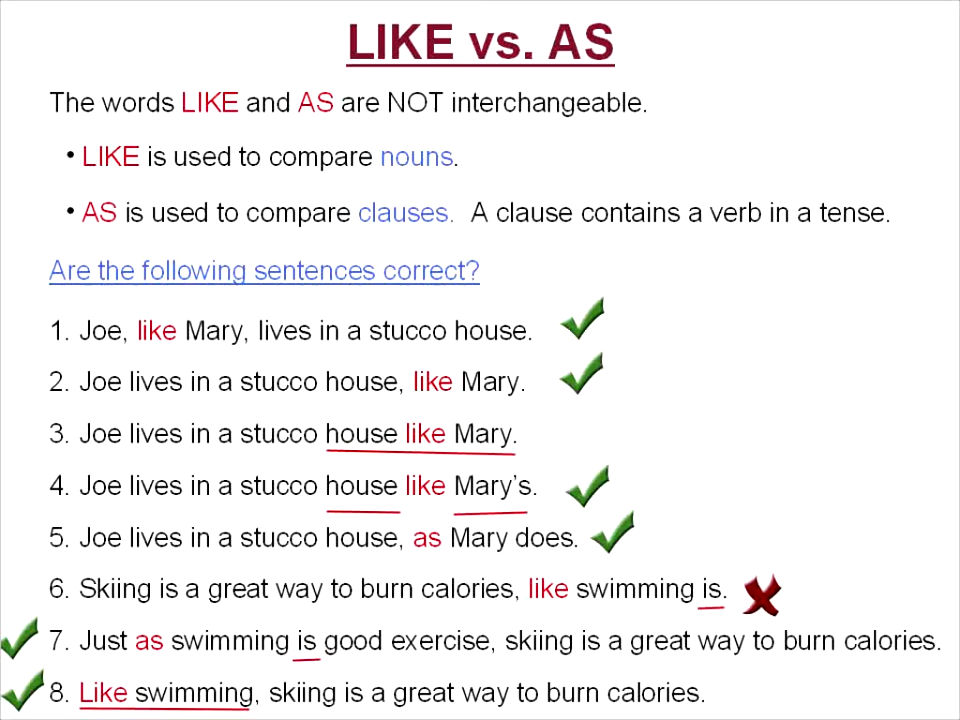 LIKE vs. AS
The words LIKE and AS are NOT interchangeable.
• LIKE is used to compare nouns.
• AS is used to compare clauses. A clause contains a verb in a tense.
Are the following sentences correct?
1. Joe, like Mary, lives in a stucco house.
2. Joe lives in a stucco house, like Mary.
3. Joe lives in a stucco house like Mary.
4. Joe lives in a stucco house like Mary's.
5. Joe lives in a stucco house, as Mary does.
6. Skiing is a great way to burn calories, like swimming is.
7. Just as swimming is good exercise, skiing is a great way to burn calories.
8. Like swimming, skiing is a great way to burn calories.